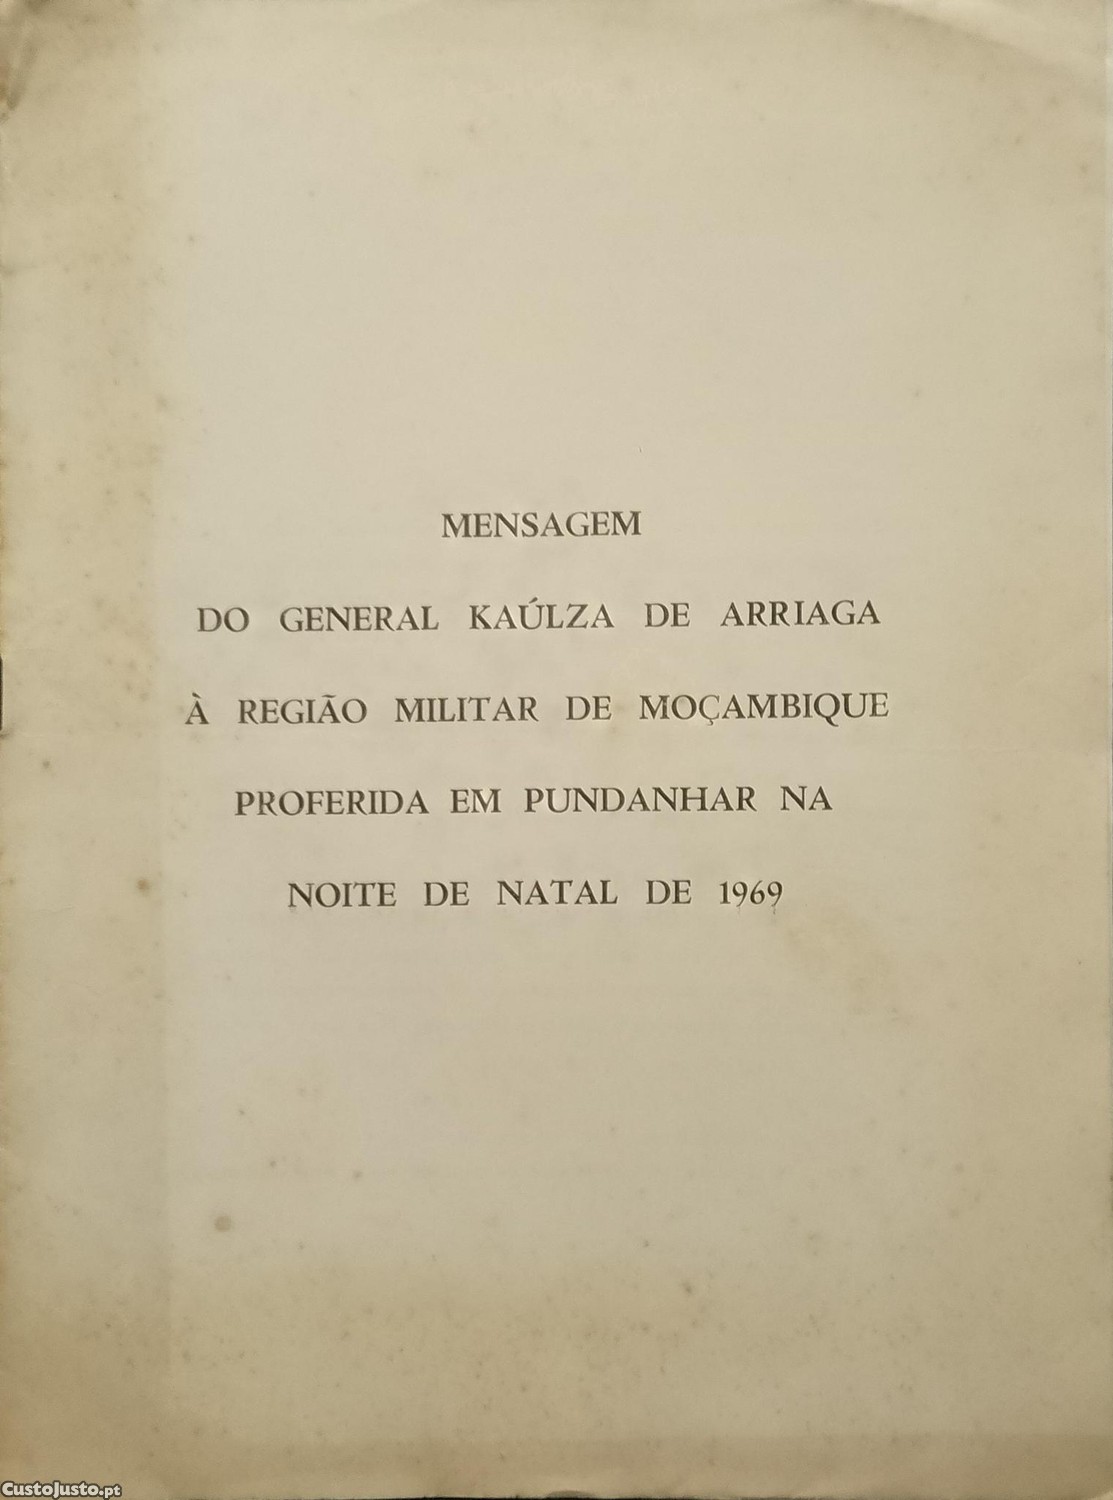 MENSAGEM
DO GENERAL KAÚLZA DE ARRIAGA
À REGIÃO MILITAR DE MOÇAMBIQUE
PROFERIDA EM PUNDANHAR NA
NOITE DE NATAL DE 1969
CustoJusto.pt